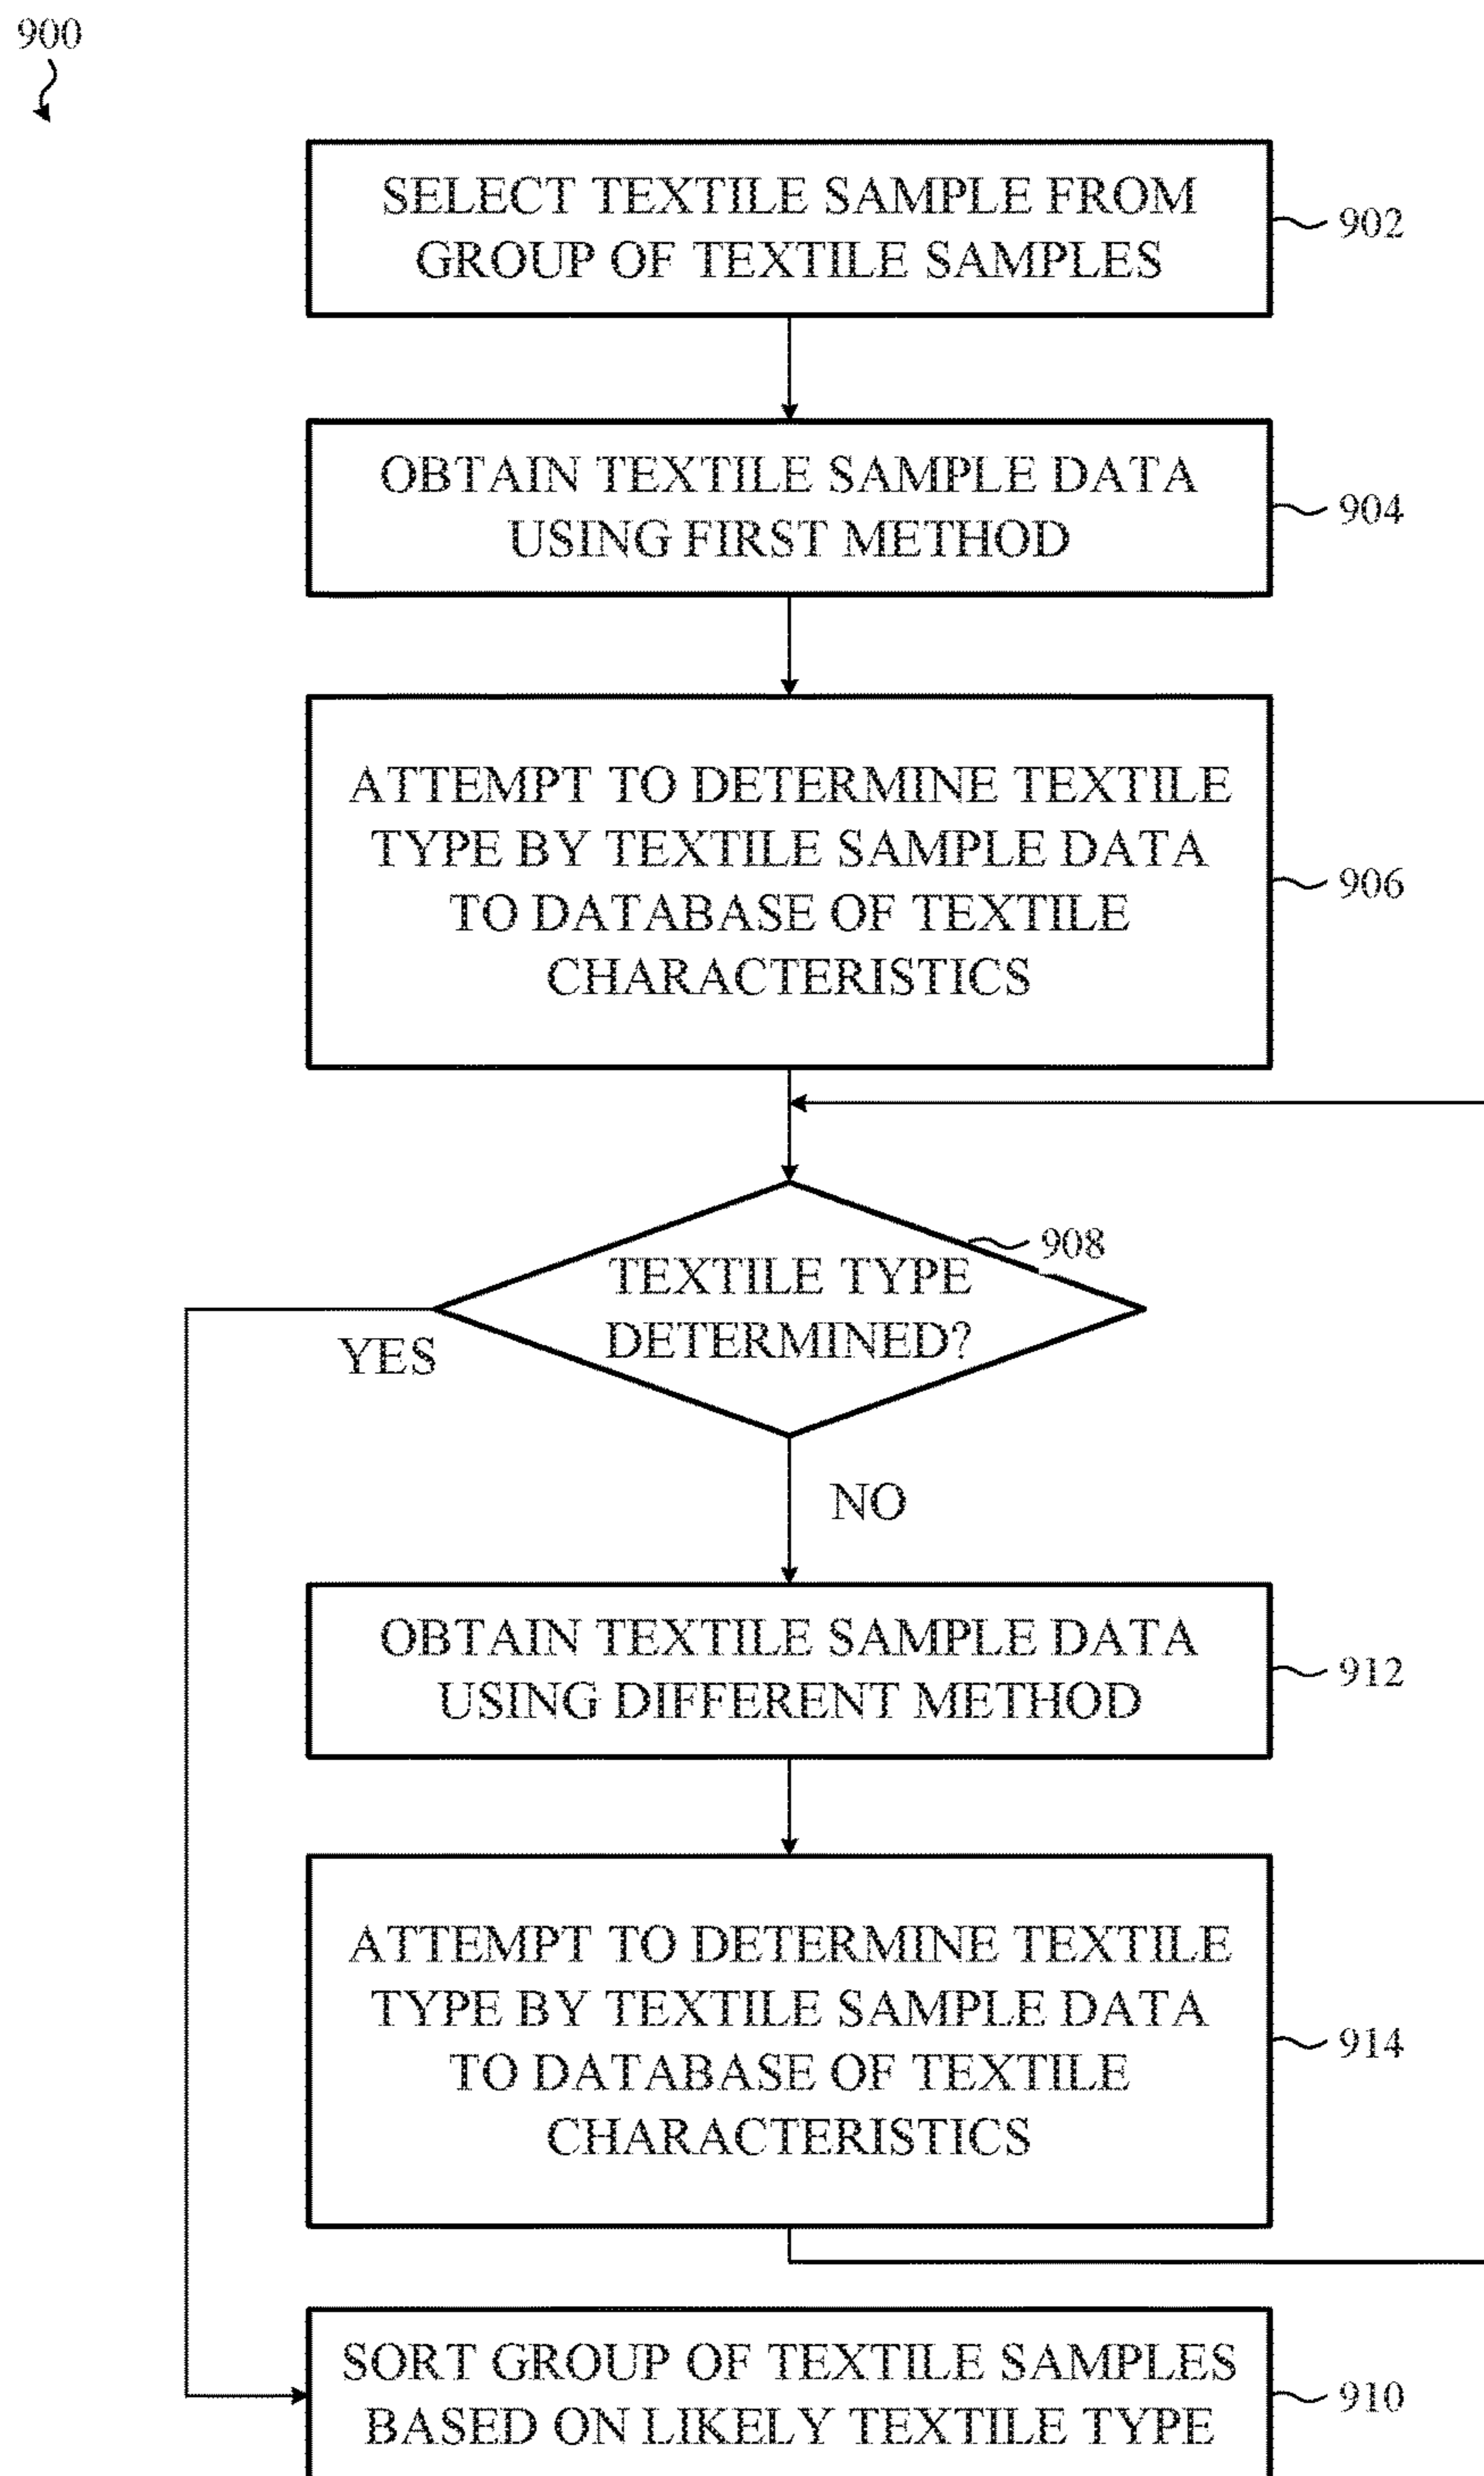 900
SELECT TEXTILE SAMPLE FROM
GROUP OF TEXTILE SAMPLES
902
OBTAIN TEXTILE SAMPLE DATA
USING FIRST METHOD
904
ATTEMPT TO DETERMINE TEXTILE
TYPE BY TEXTILE SAMPLE DATA
TO DATABASE OF TEXTILE
CHARACTERISTICS
906
908
TEXTILE TYPE
DETERMINED?
YES
NO
OBTAIN TEXTILE SAMPLE DATA
USING DIFFERENT METHOD
912
ATTEMPT TO DETERMINE TEXTILE
TYPE BY TEXTILE SAMPLE DATA
TO DATABASE OF TEXTILE
CHARACTERISTICS
914
SORT GROUP OF TEXTILE SAMPLES
BASED ON LIKELY TEXTILE TYPE
910